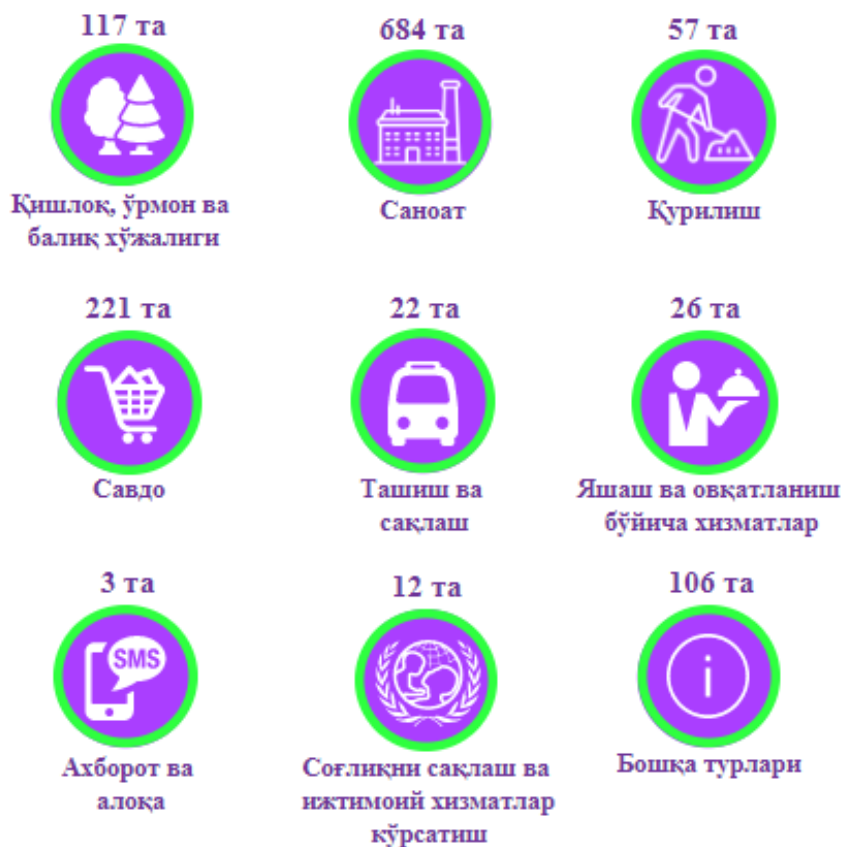 117 та
684 та
57 та
Қишлоқ, ўрмон ва
балиқ хўжалиги
Саноат
Қурилиш
221 та
22 та
26 та
Савдо
Ташиш ва
сақлаш
Яшаш ва овқатланиш
бўйича хизматлар
3 та
12 та
106 та
SMS
i
Ахборот ва
алоқа
Соғлиқни сақлаш ва
ижтимоий хизматлар
кўрсатиш
Бошқа турлари